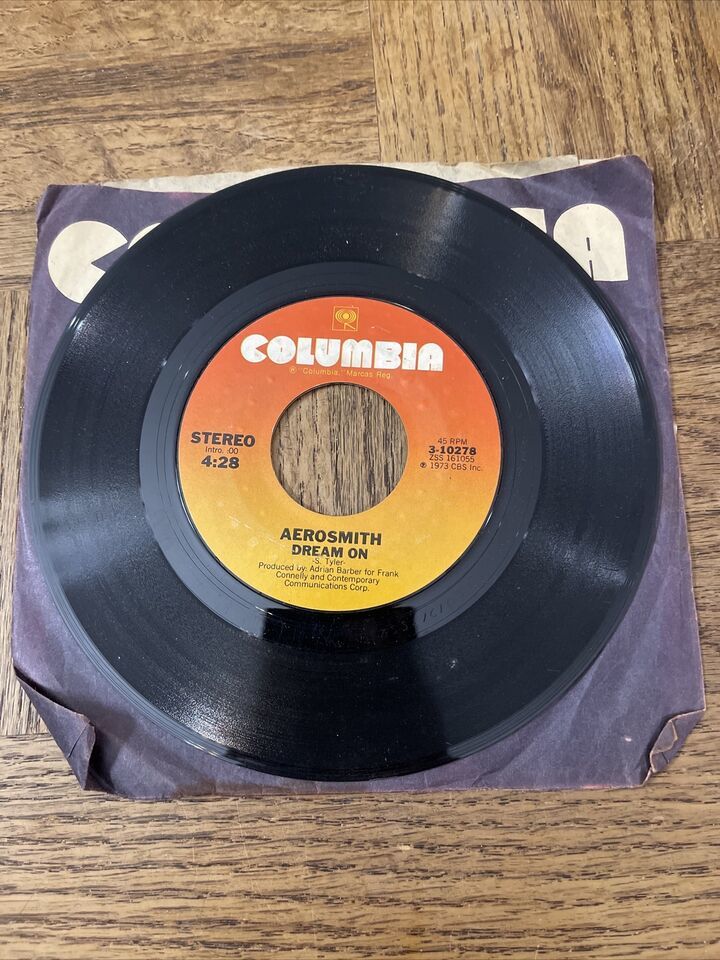 COLUMBIA
COLUMBIA
® "Columbia," Marcas Reg.
STEREO
Intro. :00
4:28
45 RPM
3-10278
ZSS 161055
℗ 1973 CBS Inc.
AEROSMITH
DREAM ON
-S. Tyler-
Produced by: Adrian Barber for Frank
Connelly and Contemporary
Communications Corp.